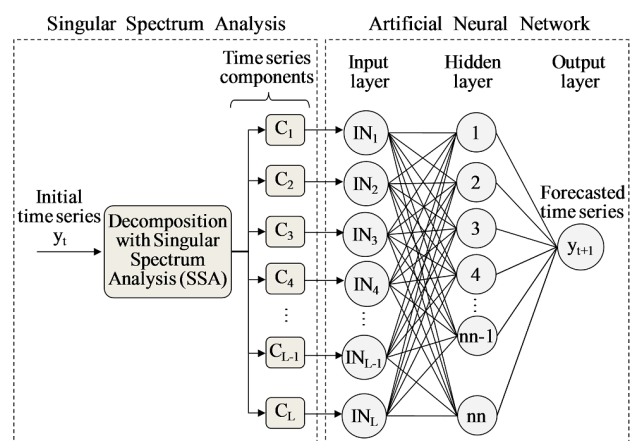 Singular Spectrum Analysis
Artificial Neural Network
Time series
components
Input
layer
Hidden
layer
Output
layer
Initial
time series
yt
Decomposition
with Singular
Spectrum
Analysis (SSA)
C1
C2
C3
C4
⋮
CL-1
CL
IN1
IN2
IN3
IN4
⋮
INL-1
INL
1
2
3
4
⋮
nn-1
nn
Forecasted
time series
yt+1